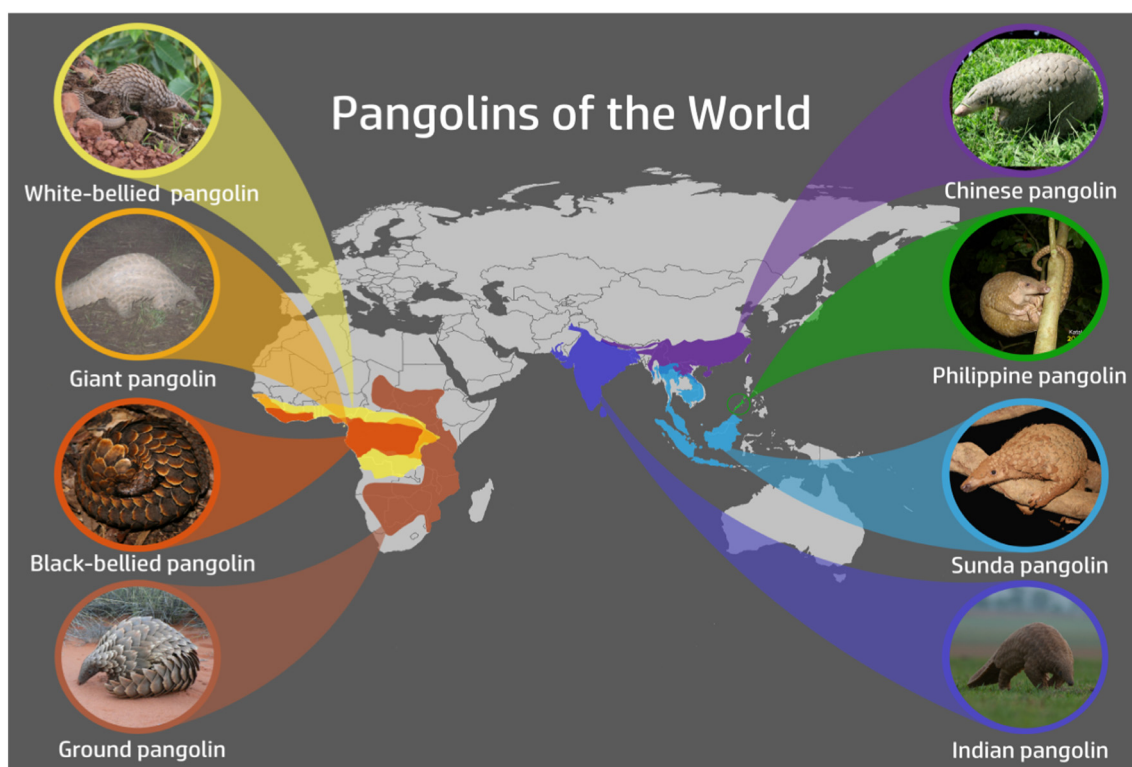 Pangolins of the World
White-bellied pangolin
Giant pangolin
Black-bellied pangolin
Ground pangolin
Chinese pangolin
Philippine pangolin
Sunda pangolin
Indian pangolin